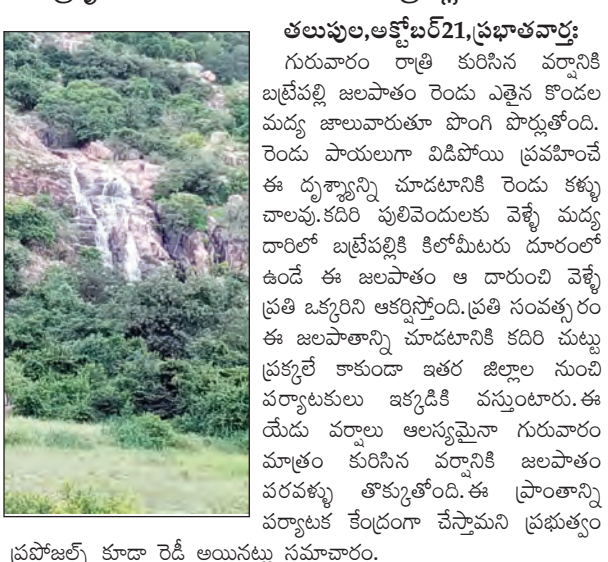 తలుపుల,అక్టోబర్21,ప్రభాతవార్తః
గురువారం రాత్రి కురిసిన వర్షానికి
బట్రేపల్లి జలపాతం రెండు ఎతైన కొండల
మద్య జాలువారుతూ పొంగి పొర్లుతోంది.
రెండు పాయలుగా విడిపోయి ప్రవహించే
ఈ దృశ్యాన్ని చూడటానికి రెండు కళ్ళు
చాలవు.కదిరి పులివెందులకు వెళ్ళే మద్య
దారిలో బట్రేపల్లికి కిలోమీటరు దూరంలో
ఉండే ఈ జలపాతం ఆ దారుంచి వెళ్ళే
ప్రతి ఒక్కరిని ఆకర్షిస్తోంది.ప్రతి సంవత్సరం
ఈ జలపాతాన్ని చూడటానికి కదిరి చుట్టు
ప్రక్కలే కాకుండా ఇతర జిల్లాల నుంచి
పర్యాటకులు ఇక్కడికి వస్తుంటారు.ఈ
యేడు వర్షాలు ఆలస్యమైనా గురువారం
మాత్రం కురిసిన వర్షానికి జలపాతం
పరవళ్ళు తొక్కుతోంది.ఈ ప్రాంతాన్ని
పర్యాటక కేంద్రంగా చేస్తామని ప్రభుత్వం
ప్రపోజల్స్ కూడా రెడీ అయినట్లు సమాచారం.